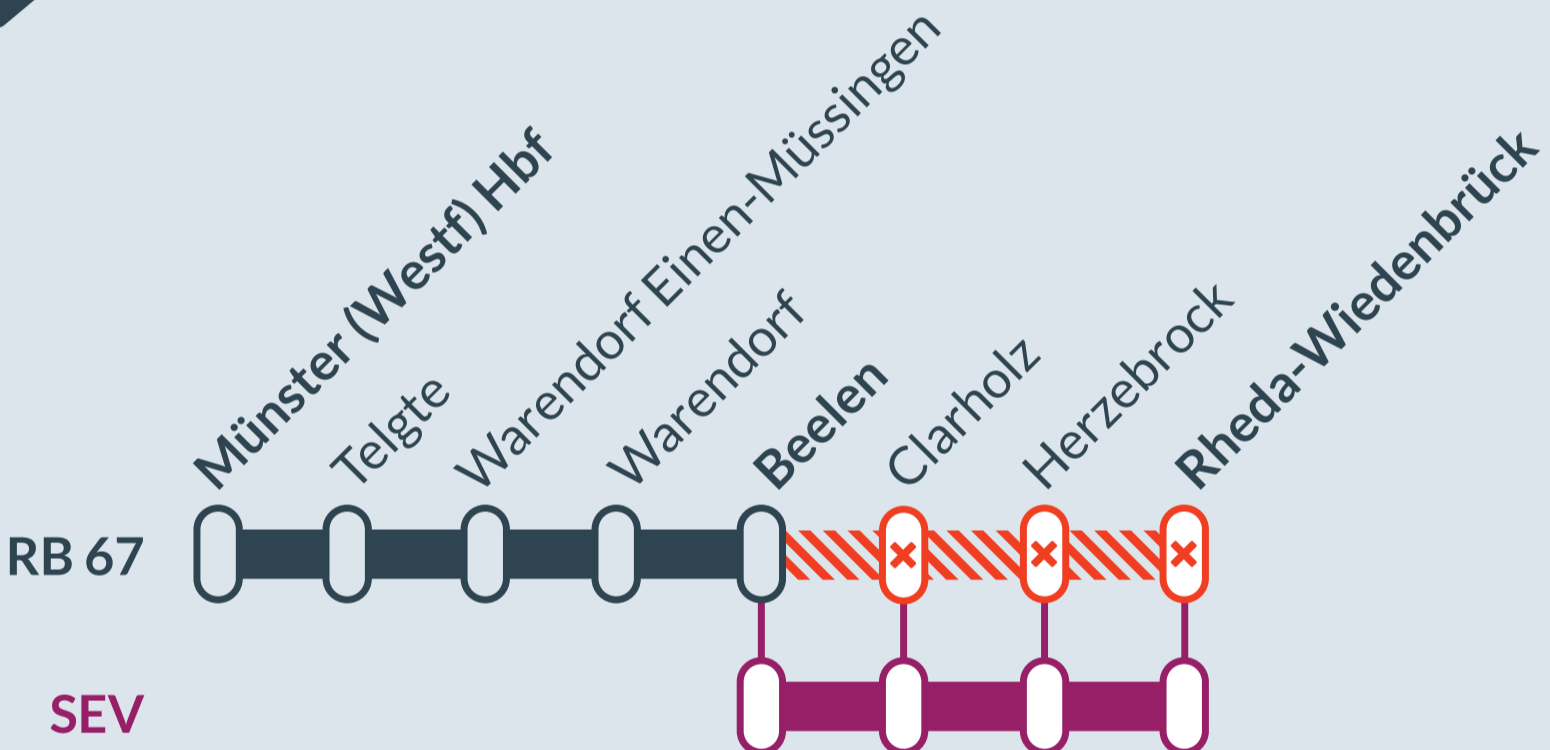 Münster (Westf) Hbf
Telgte
Warendorf Einen-Müssingen
Warendorf
Beelen
Clarholz
Herzebrock
Rheda-Wiedenbrück
RB 67
SEV